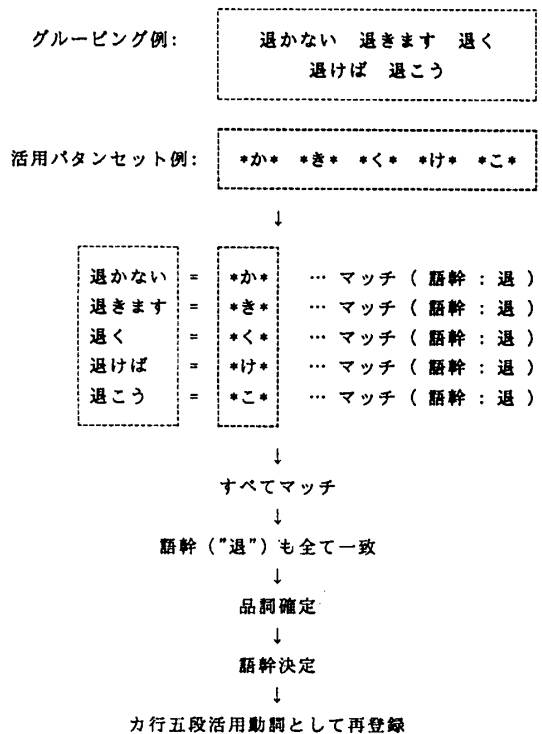 グルーピング例: 退かない 退きます 退く
退けば 退こう
活用パタンセット例: *か* *き* *く* *け* *こ*
↓
退かない = *か* … マッチ ( 語幹 : 退 )
退きます = *き* … マッチ ( 語幹 : 退 )
退く = *く* … マッチ ( 語幹 : 退 )
退けば = *け* … マッチ ( 語幹 : 退 )
退こう = *こ* … マッチ ( 語幹 : 退 )
↓
すべてマッチ
↓
語幹 ("退") も全て一致
↓
品詞確定
↓
語幹決定
↓
カ行五段活用動詞として再登録